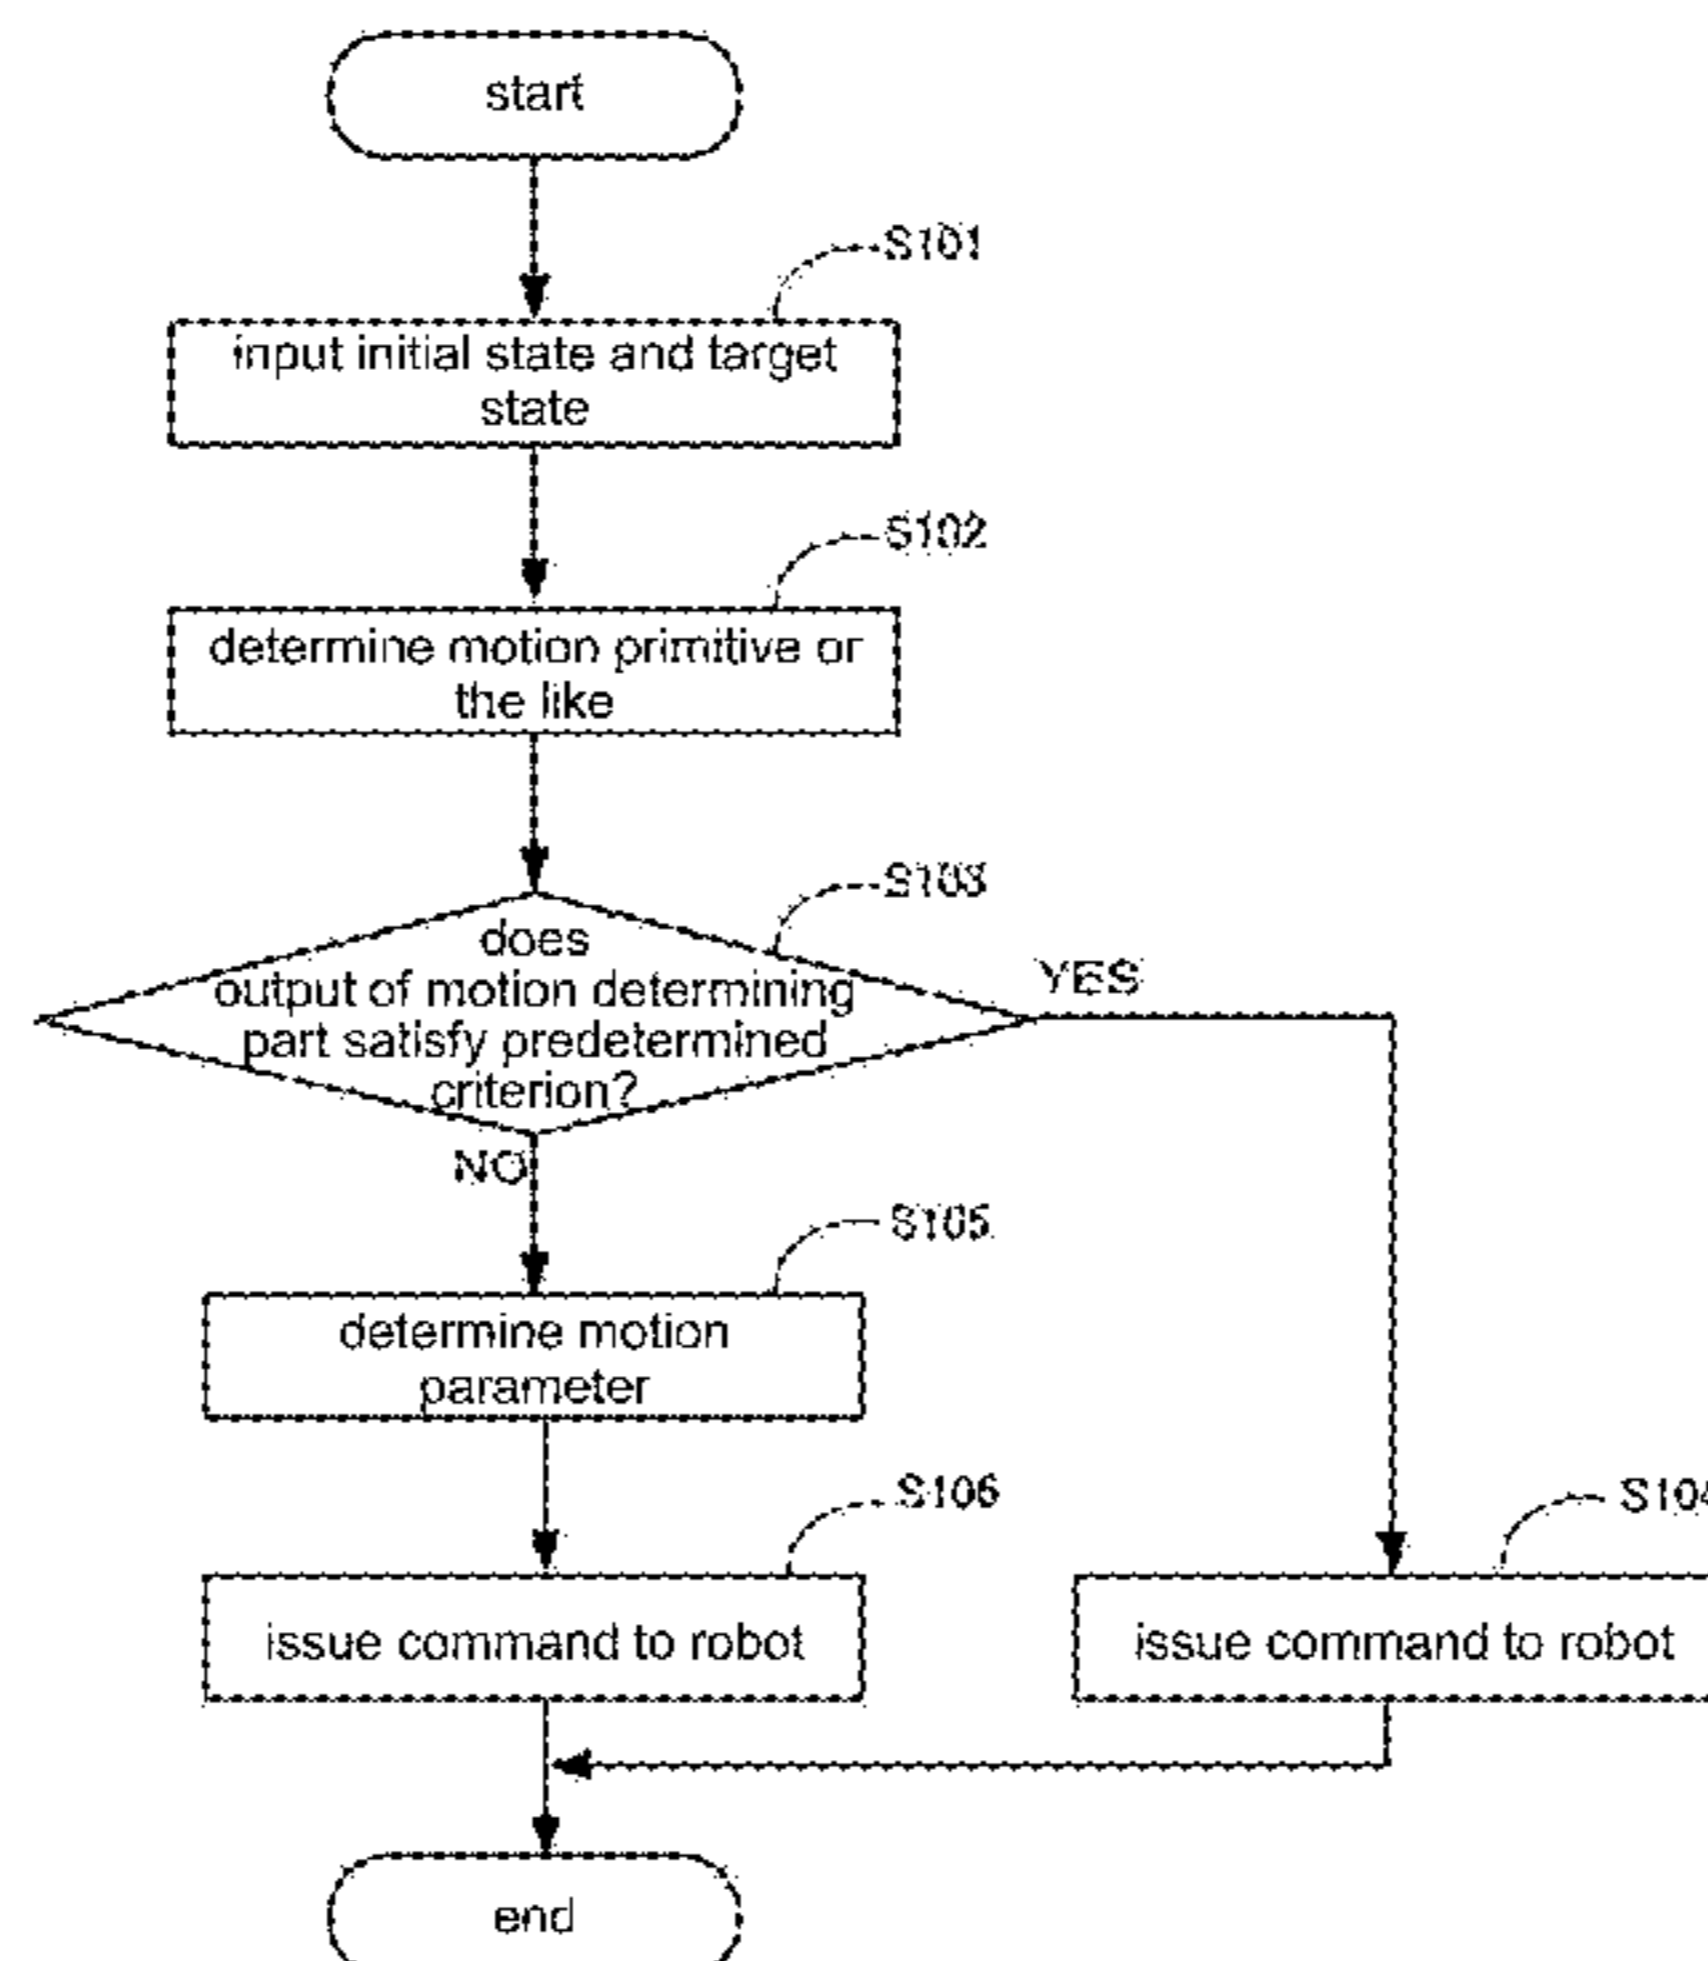 start
S101
input initial state and target
state
S102
determine motion primitive or
the like
S103
does
output of motion determining
part satisfy predetermined
criterion?
YES
NO
S105
determine motion
parameter
S106
issue command to robot
S104
issue command to robot
end